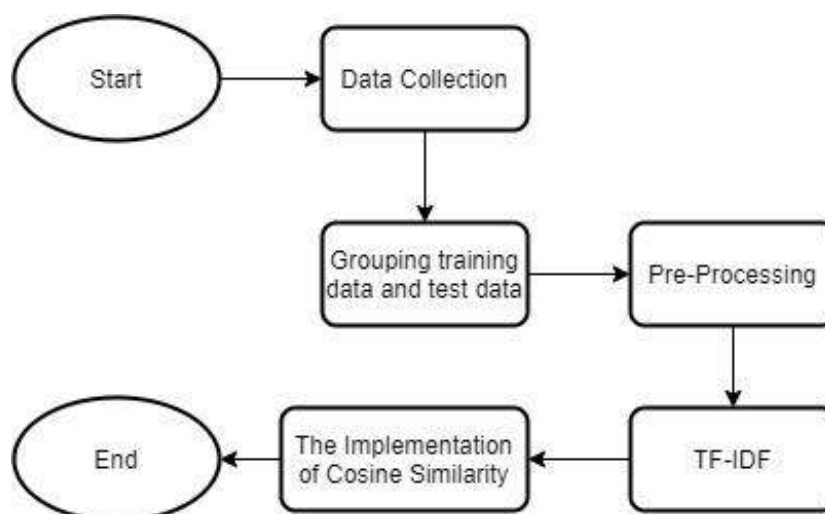 Start
Data Collection
Grouping training
data and test data
Pre-Processing
TF-IDF
The Implementation
of Cosine Similarity
End